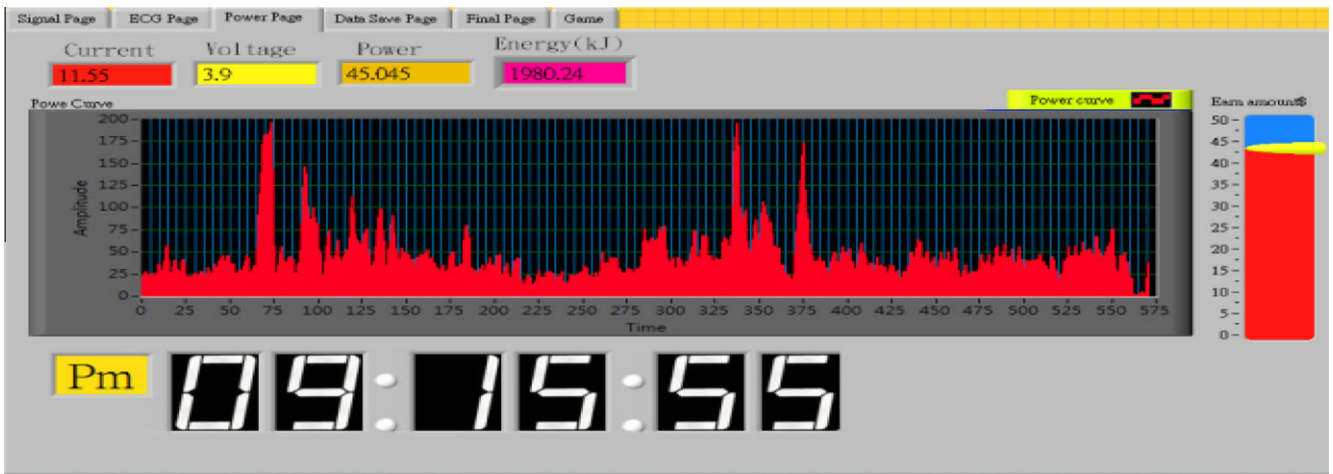 Signal Page ECG Page Power Page Data Save Page Final Page Game
Current Voltage Power Energy(kJ)
11.55 3.9 45.045 1980.24
Powe Curve Power curve Earn amount$
200
175
150
125
100
75
50
25
0
Amplitude
0 25 50 75 100 125 150 175 200 225 250 275 300 325 350 375 400 425 450 475 500 525 550 575
Time
50
45
40
35
30
25
20
15
10
5
0
Pm 09:15:55